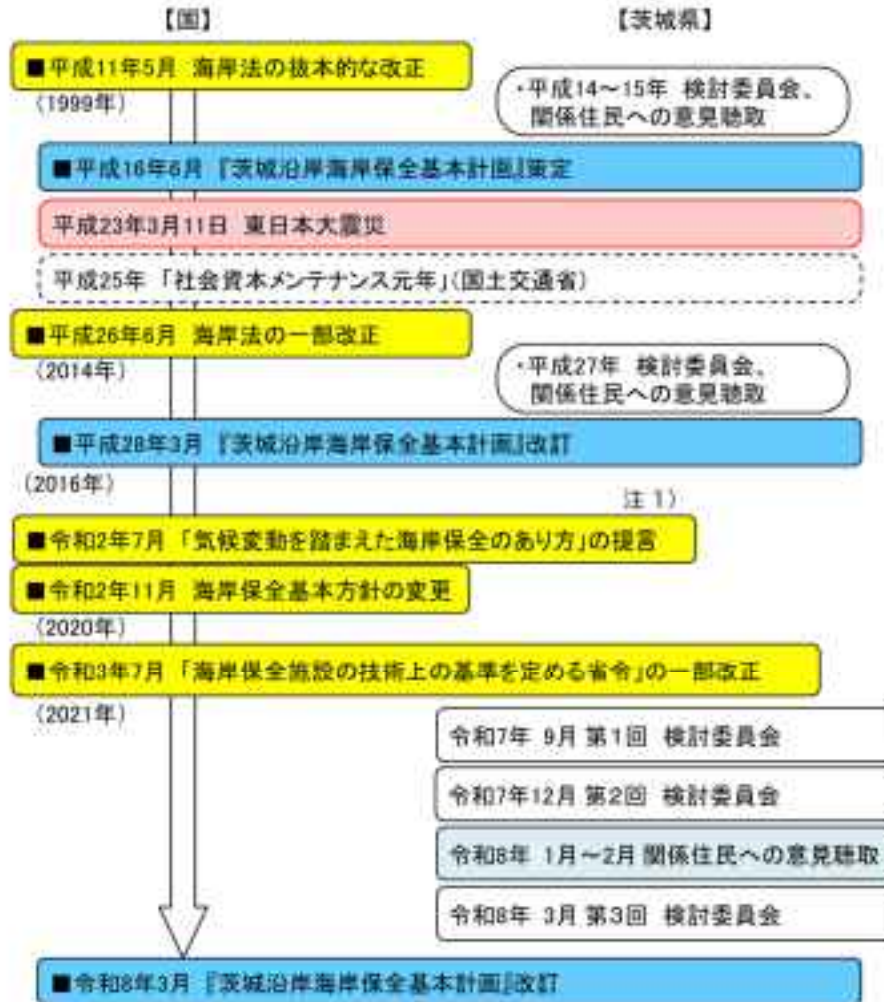 【国】
【茨城県】
■平成11年5月 海岸法の抜本的な改正
(1999年)
・平成14～15年 検討委員会、
関係住民への意見聴取
■平成16年6月 『茨城沿岸海岸保全基本計画』策定
平成23年3月11日 東日本大震災
平成25年 「社会資本メンテナンス元年」(国土交通省)
■平成26年6月 海岸法の一部改正
(2014年)
・平成27年 検討委員会、
関係住民への意見聴取
■平成28年3月 『茨城沿岸海岸保全基本計画』改訂
(2016年)
注 1)
■令和2年7月 「気候変動を踏まえた海岸保全のあり方」の提言
■令和2年11月 海岸保全基本方針の変更
(2020年)
■令和3年7月 「海岸保全施設の技術上の基準を定める省令」の一部改正
(2021年)
令和7年 9月 第1回 検討委員会
令和7年12月 第2回 検討委員会
令和8年 1月～2月 関係住民への意見聴取
令和8年 3月 第3回 検討委員会
■令和8年3月 『茨城沿岸海岸保全基本計画』改訂